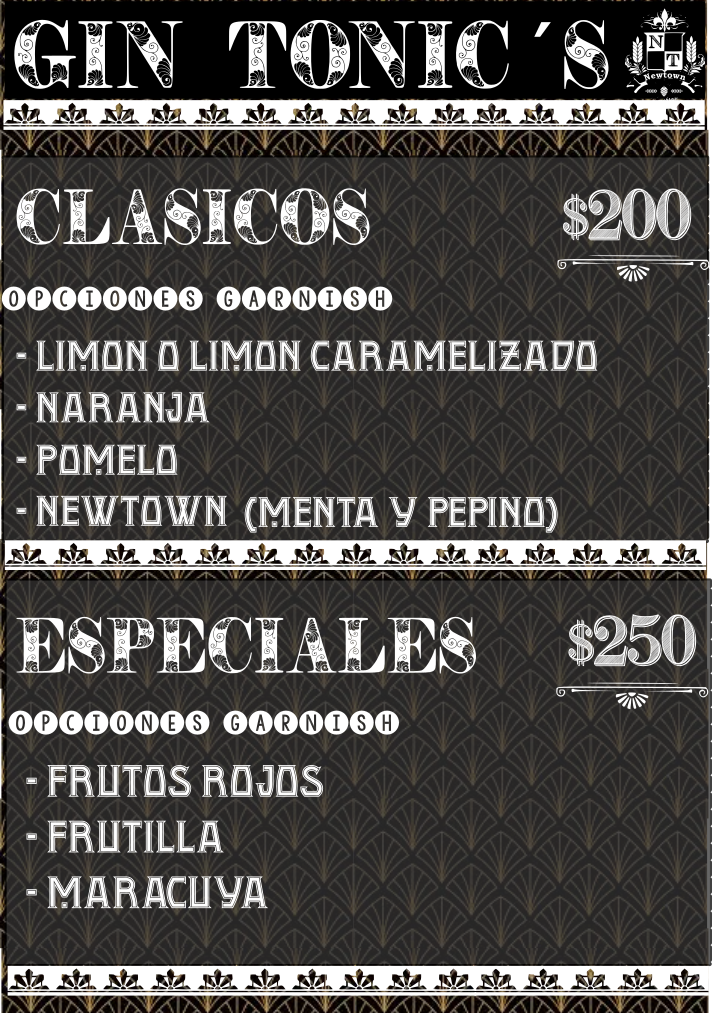 GIN TONIC´S
N T
Newtown
CLASICOS $200
OPCIONES GARNISH
- LIMON O LIMON CARAMELIZADO
- NARANJA
- POMELO
- NEWTOWN (MENTA Y PEPINO)
ESPECIALES $250
OPCIONES GARNISH
- FRUTOS ROJOS
- FRUTILLA
- MARACUYA